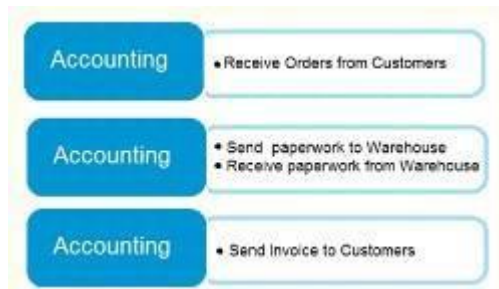 Accounting
• Receive Orders from Customers
Accounting
• Send paperwork to Warehouse
• Receive paperwork from Warehouse
Accounting
• Send Invoice to Customers